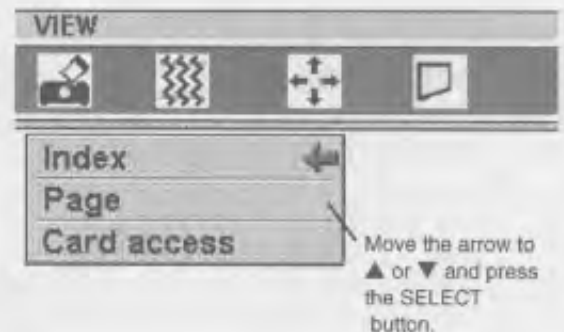 VIEW
Index
Page
Card access
Move the arrow to
▲ or ▼ and press
the SELECT
button.